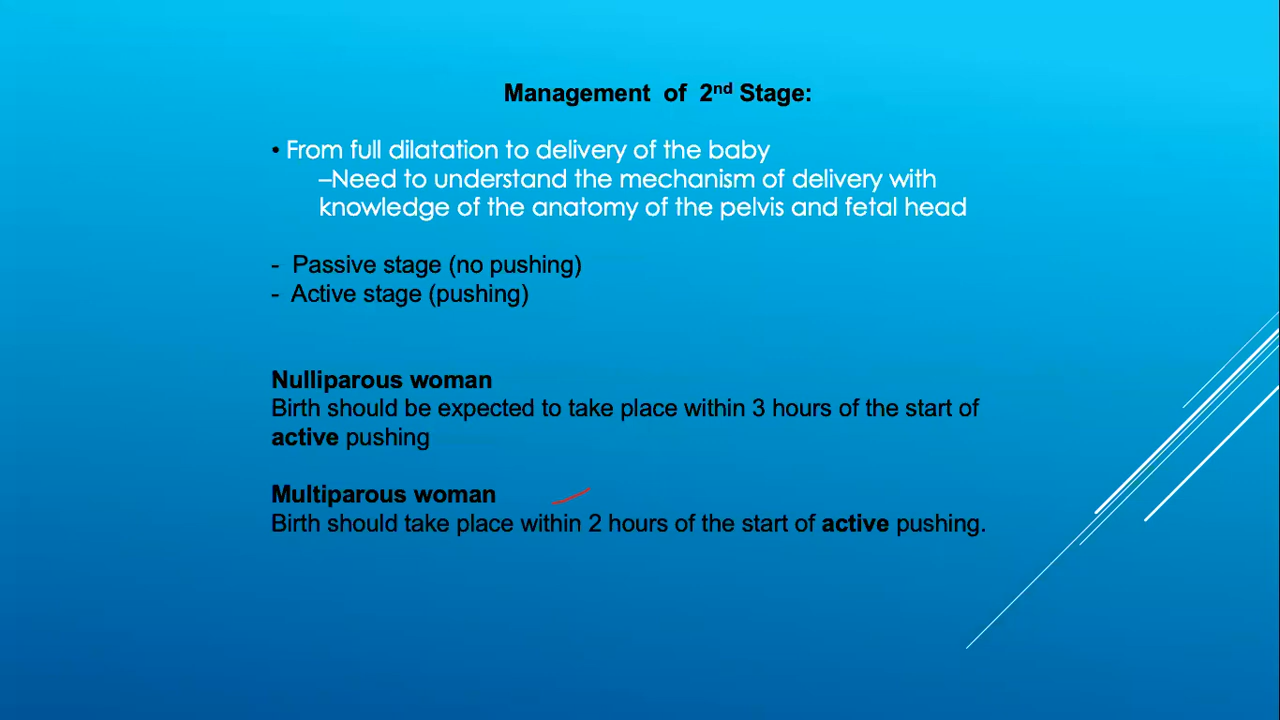 Management of 2nd Stage:
• From full dilatation to delivery of the baby
–Need to understand the mechanism of delivery with
knowledge of the anatomy of the pelvis and fetal head
- Passive stage (no pushing)
- Active stage (pushing)
Nulliparous woman
Birth should be expected to take place within 3 hours of the start of
active pushing
Multiparous woman
Birth should take place within 2 hours of the start of active pushing.